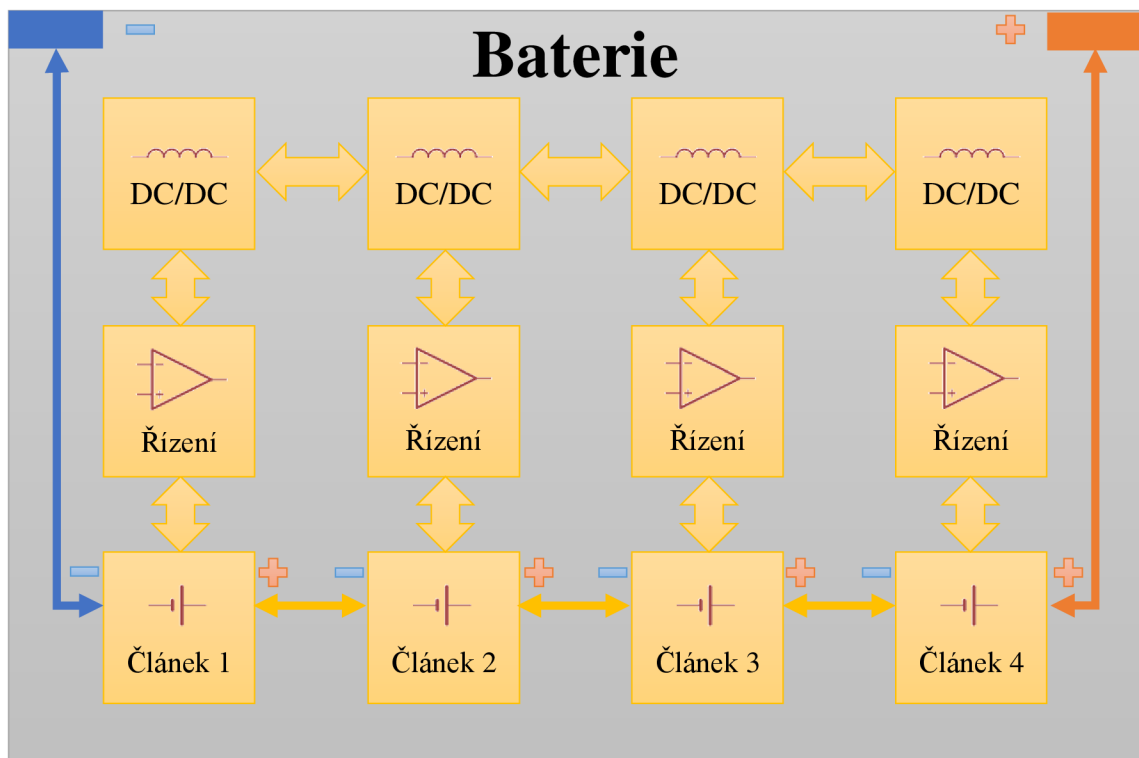 Baterie
DC/DC
DC/DC
DC/DC
DC/DC
Řízení
Řízení
Řízení
Řízení
Článek 1
Článek 2
Článek 3
Článek 4